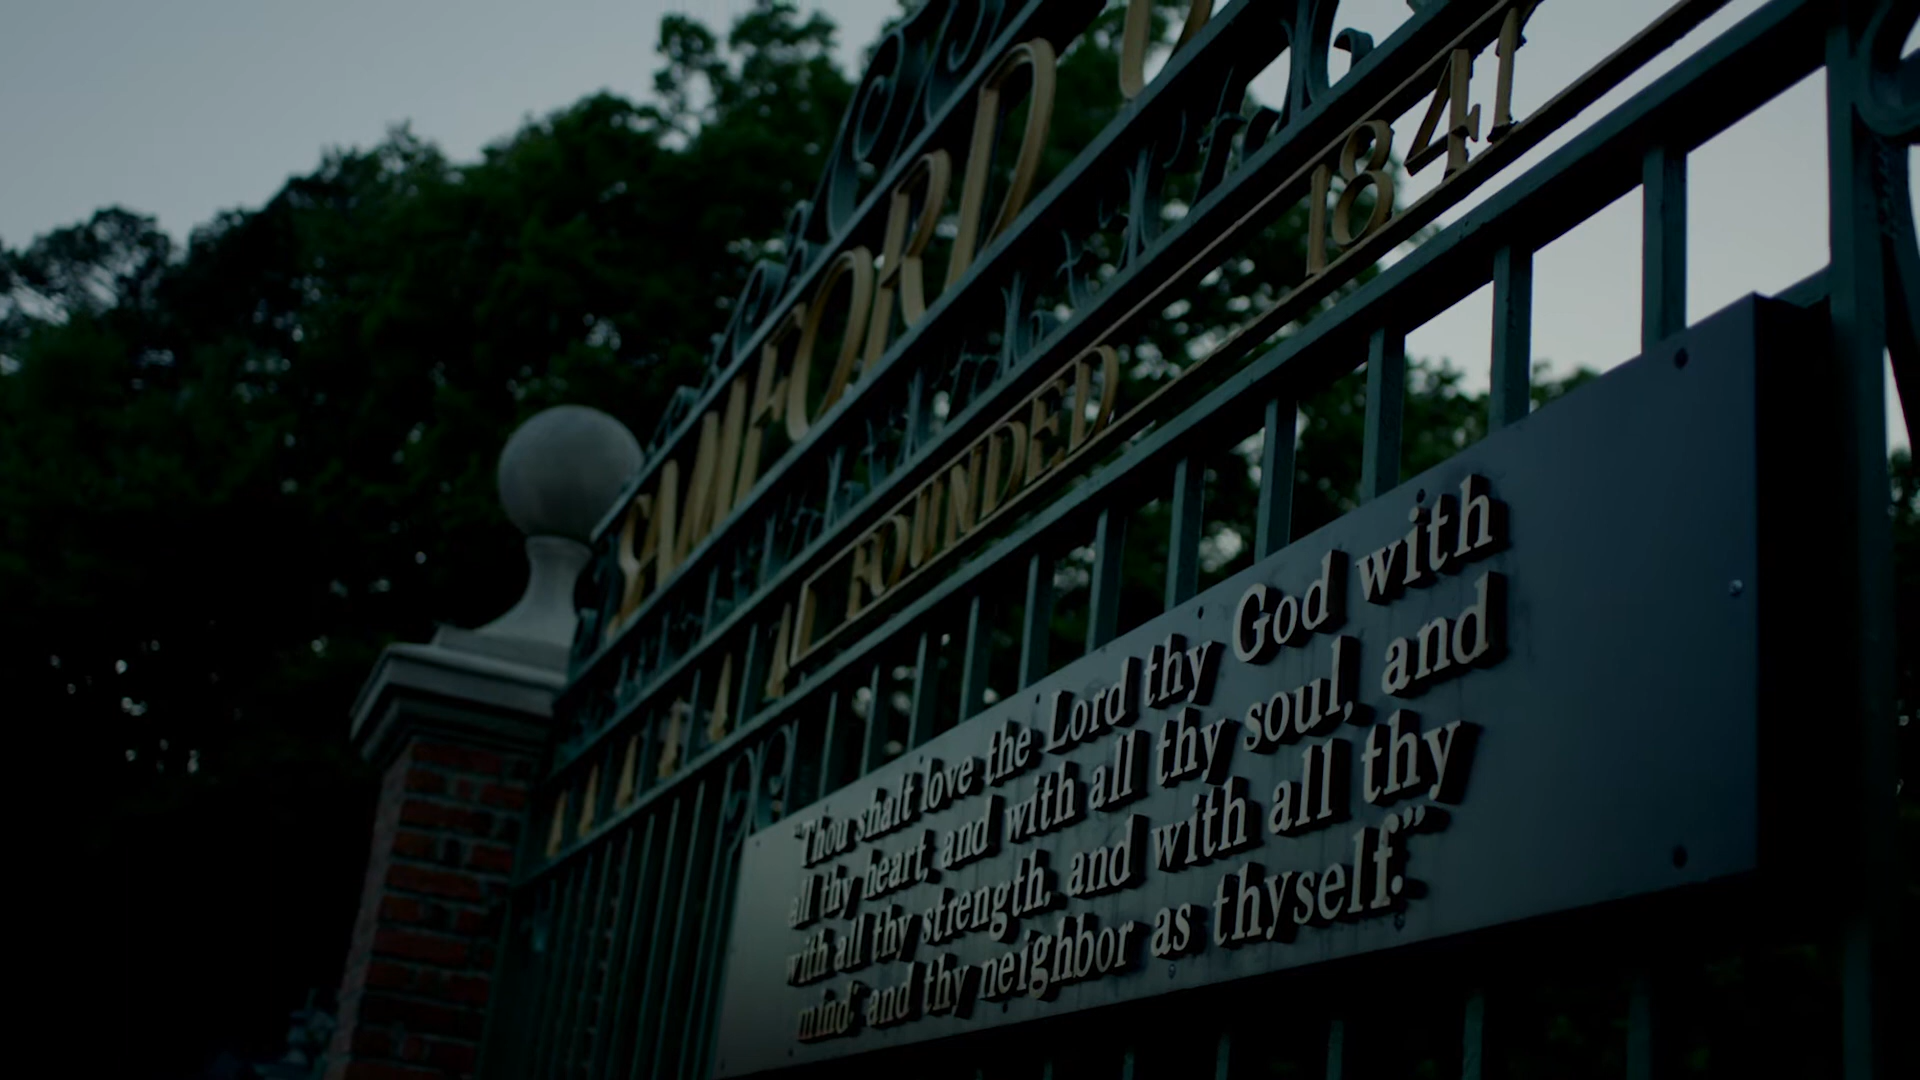 SAMFORD
FOUNDED 1841
"Thou shalt love the Lord thy God with
all thy heart, and with all thy soul, and
with all thy strength, and with all thy
mind; and thy neighbor as thyself."